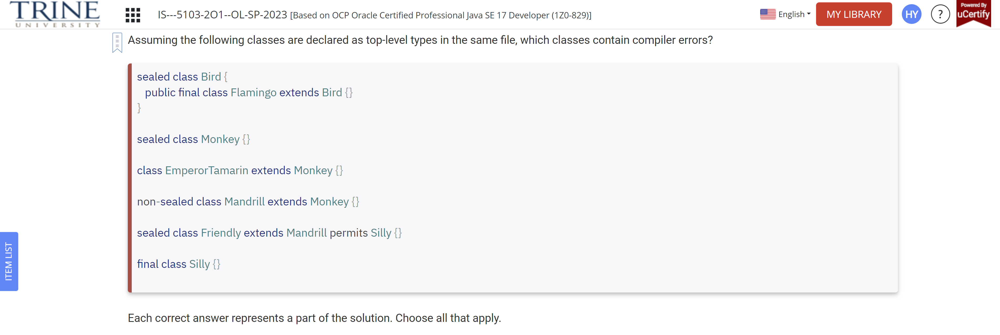 TRINE
UNIVERSITY
IS---5103-2O1--OL-SP-2023 [Based on OCP Oracle Certified Professional Java SE 17 Developer (1Z0-829)]
English
MY LIBRARY
HY
?
Powered By
uCertify
Assuming the following classes are declared as top-level types in the same file, which classes contain compiler errors?
sealed class Bird {
public final class Flamingo extends Bird {}
}
sealed class Monkey {}
class EmperorTamarin extends Monkey {}
non-sealed class Mandrill extends Monkey {}
sealed class Friendly extends Mandrill permits Silly {}
final class Silly {}
ITEM LIST
Each correct answer represents a part of the solution. Choose all that apply.